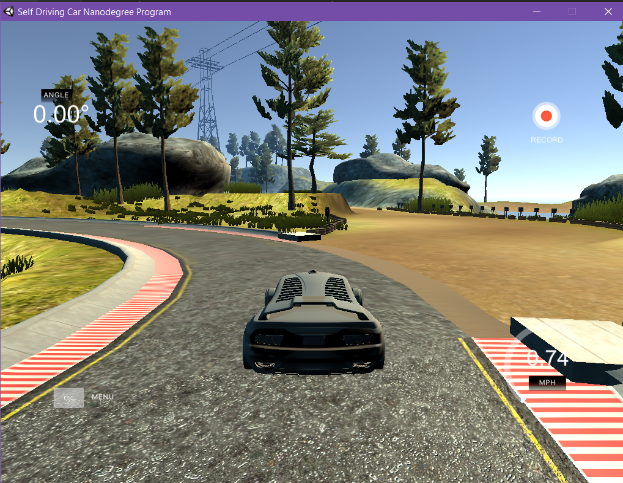 Self Driving Car Nanodegree Program
ANGLE
0.00°
RECORD
0.74
MPH
MENU